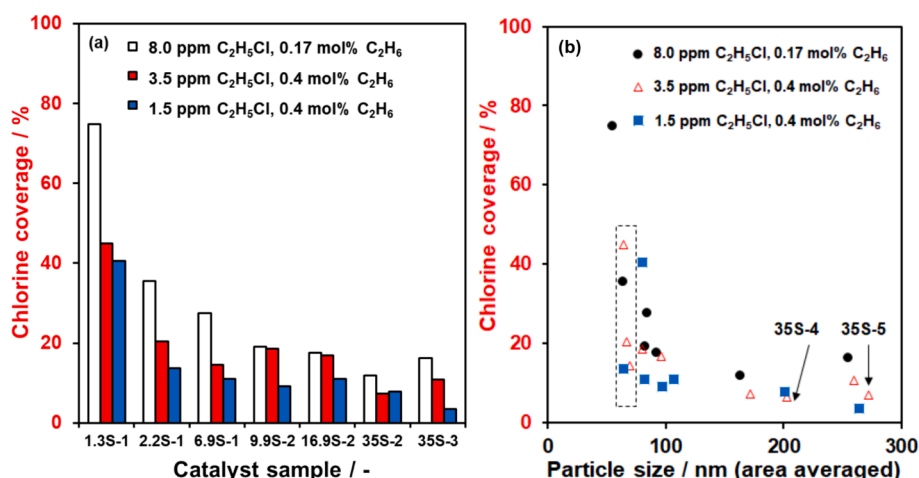 (a)
8.0 ppm C₂H₅Cl, 0.17 mol% C₂H₆
3.5 ppm C₂H₅Cl, 0.4 mol% C₂H₆
1.5 ppm C₂H₅Cl, 0.4 mol% C₂H₆
Chlorine coverage / %
100
80
60
40
20
0
1.3S-1 2.2S-1 6.9S-1 9.9S-2 16.9S-2 35S-2 35S-3
Catalyst sample / -
(b)
8.0 ppm C₂H₅Cl, 0.17 mol% C₂H₆
3.5 ppm C₂H₅Cl, 0.4 mol% C₂H₆
1.5 ppm C₂H₅Cl, 0.4 mol% C₂H₆
Chlorine coverage / %
100
80
60
40
20
0
35S-4 35S-5
0 100 200 300
Particle size / nm (area averaged)